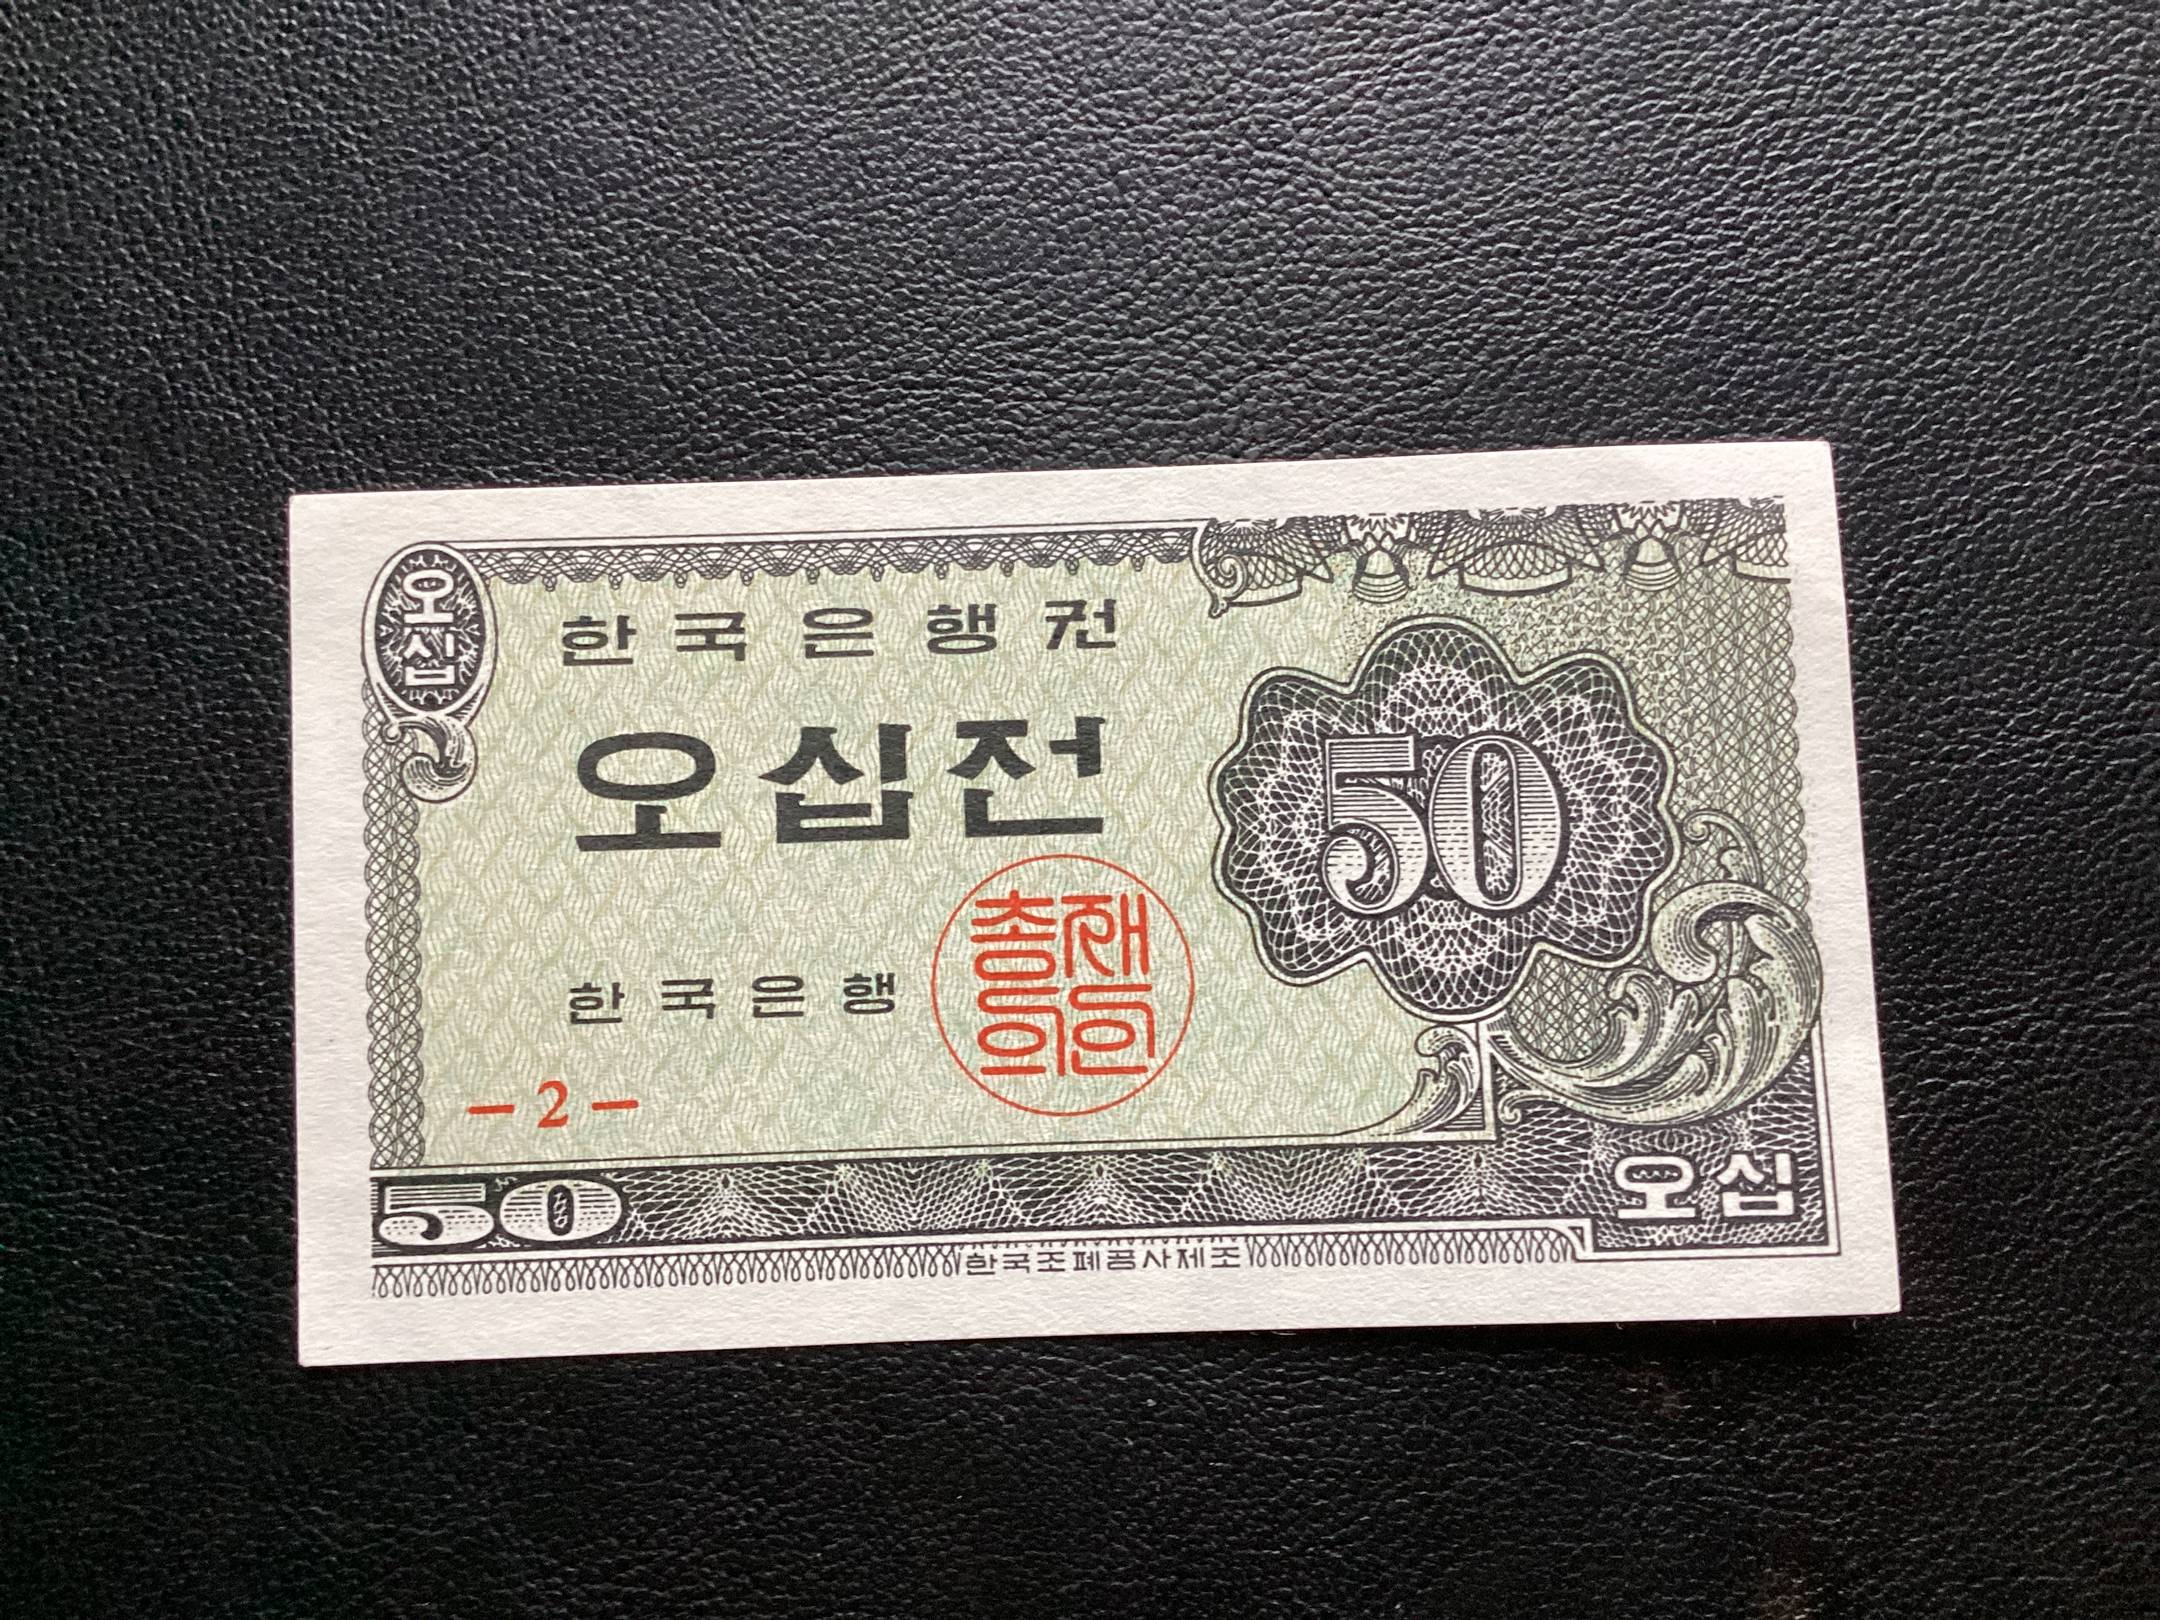 오십
한국은행권
오십전
50
총재
의인
한국은행
- 2 -
50
오십
한국조폐공사제조